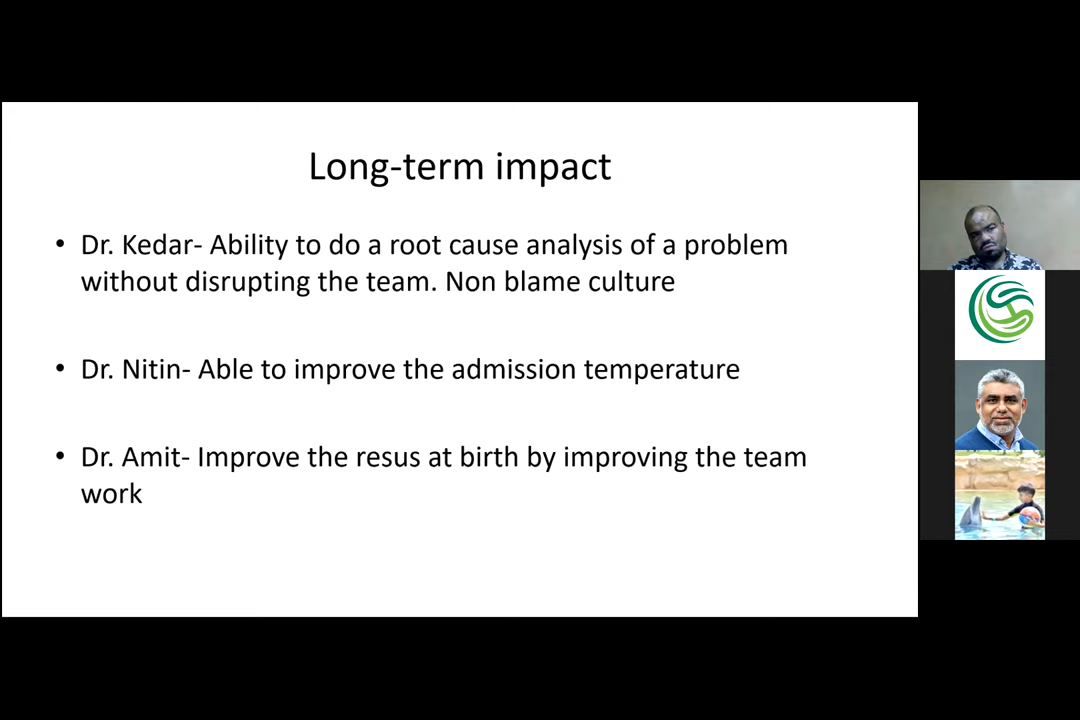 Long-term impact
• Dr. Kedar- Ability to do a root cause analysis of a problem
without disrupting the team. Non blame culture
• Dr. Nitin- Able to improve the admission temperature
• Dr. Amit- Improve the resus at birth by improving the team
work